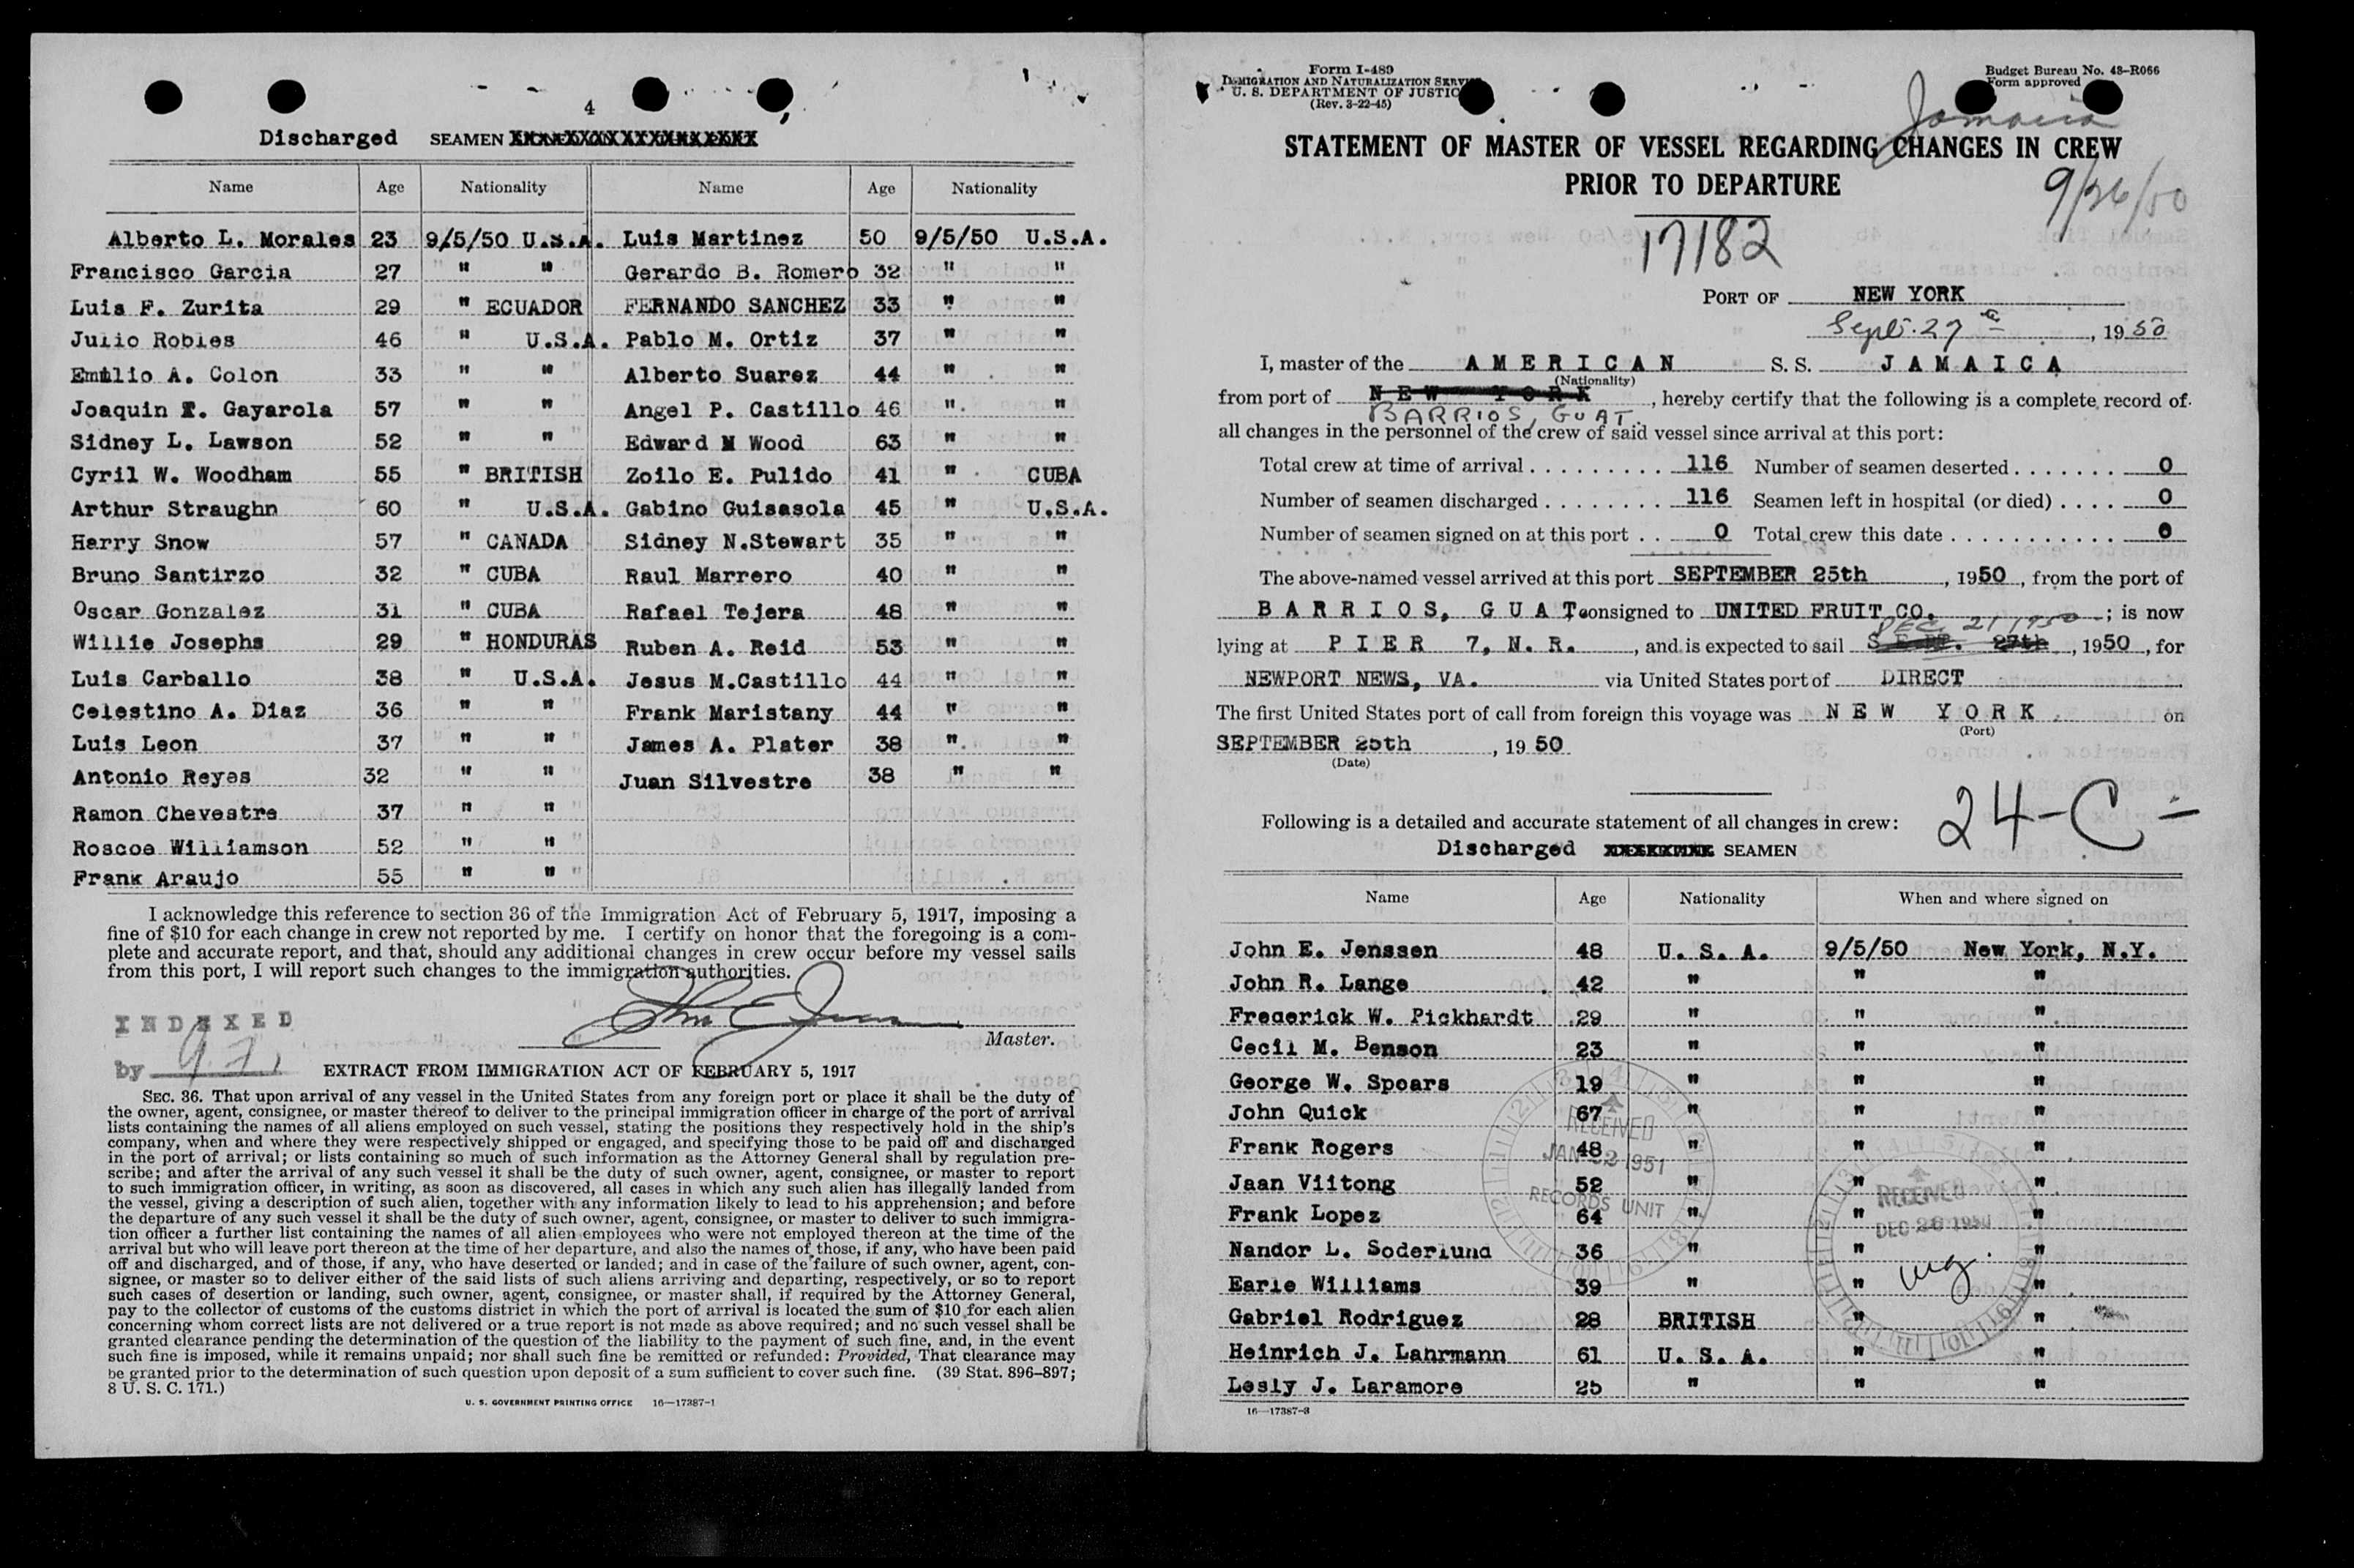 4
Discharged SEAMEN
Name Age Nationality Name Age Nationality
Alberto L. Morales 23 9/5/50 U.S.A. Luis Martinez 50 9/5/50 U.S.A.
Francisco Garcia 27 " " Gerardo B. Romero 32 " "
Luis F. Zurita 29 " ECUADOR FERNANDO SANCHEZ 33 " "
Julio Robles 46 " U.S.A. Pablo M. Ortiz 37 " "
Emilio A. Colon 33 " " Alberto Suarez 44 " "
Joaquin T. Gayarola 57 " " Angel P. Castillo 46 " "
Sidney L. Lawson 52 " " Edward M Wood 63 " "
Cyril W. Woodham 55 " BRITISH Zoilo E. Pulido 41 " CUBA
Arthur Straughn 60 " U.S.A. Gabino Guisasola 45 " U.S.A.
Harry Snow 57 " CANADA Sidney N.Stewart 35 " "
Bruno Santirzo 32 " CUBA Raul Marrero 40 " "
Oscar Gonzalez 31 " CUBA Rafael Tejera 48 " "
Willie Josephs 29 " HONDURAS Ruben A. Reid 53 " "
Luis Carballo 38 " U.S.A. Jesus M.Castillo 44 " "
Celestino A. Diaz 36 " " Frank Maristany 44 " "
Luis Leon 37 " " James A. Plater 38 " "
Antonio Reyes 32 " " Juan Silvestre 38 " "
Ramon Chevestre 37 " "
Roscoe Williamson 52 " "
Frank Araujo 55 " "
I acknowledge this reference to section 36 of the Immigration Act of February 5, 1917, imposing a
fine of $10 for each change in crew not reported by me. I certify on honor that the foregoing is a com-
plete and accurate report, and that, should any additional changes in crew occur before my vessel sails
from this port, I will report such changes to the immigration authorities.
INDEXED
Master.
by
EXTRACT FROM IMMIGRATION ACT OF FEBRUARY 5, 1917
SEC. 36. That upon arrival of any vessel in the United States from any foreign port or place it shall be the duty of
the owner, agent, consignee, or master thereof to deliver to the principal immigration officer in charge of the port of arrival
lists containing the names of all aliens employed on such vessel, stating the positions they respectively hold in the ship's
company, when and where they were respectively shipped or engaged, and specifying those to be paid off and discharged
in the port of arrival; or lists containing so much of such information as the Attorney General shall by regulation pre-
scribe; and after the arrival of any such vessel it shall be the duty of such owner, agent, consignee, or master to report
to such immigration officer, in writing, as soon as discovered, all cases in which any such alien has illegally landed from
the vessel, giving a description of such alien, together with any information likely to lead to his apprehension; and before
the departure of any such vessel it shall be the duty of such owner, agent, consignee, or master to deliver to such immigra-
tion officer a further list containing the names of all alien employees who were not employed thereon at the time of the
arrival but who will leave port thereon at the time of her departure, and also the names of those, if any, who have been paid
off and discharged, and of those, if any, who have deserted or landed; and in case of the failure of such owner, agent, con-
signee, or master so to deliver either of the said lists of such aliens arriving and departing, respectively, or so to report
such cases of desertion or landing, such owner, agent, consignee, or master shall, if required by the Attorney General,
pay to the collector of customs of the customs district in which the port of arrival is located the sum of $10 for each alien
concerning whom correct lists are not delivered or a true report is not made as above required; and no such vessel shall be
granted clearance pending the determination of the question of the liability to the payment of such fine, and, in the event
such fine is imposed, while it remains unpaid; nor shall such fine be remitted or refunded: Provided, That clearance may
be granted prior to the determination of such question upon deposit of a sum sufficient to cover such fine. (39 Stat. 896-897;
8 U. S. C. 171.)
U. S. GOVERNMENT PRINTING OFFICE 16—17387-1
Form I-489
IMMIGRATION AND NATURALIZATION SERVICE
U. S. DEPARTMENT OF JUSTICE
(Rev. 3-22-45)
Budget Bureau No. 43-R066
Form approved
Jamaica
STATEMENT OF MASTER OF VESSEL REGARDING CHANGES IN CREW
PRIOR TO DEPARTURE
9/26/50
17182
PORT OF NEW YORK
Sept. 27, 1950
I, master of the AMERICAN S. S. JAMAICA
(Nationality)
from port of NEW YORK, hereby certify that the following is a complete record of
BARRIOS, GUAT.
all changes in the personnel of the crew of said vessel since arrival at this port:
Total crew at time of arrival . . . . . . . . . 116 Number of seamen deserted . . . . . . . 0
Number of seamen discharged . . . . . . . . 116 Seamen left in hospital (or died) . . . . 0
Number of seamen signed on at this port . . 0 Total crew this date . . . . . . . . . . . 0
The above-named vessel arrived at this port SEPTEMBER 25th, 1950, from the port of
BARRIOS, GUAT consigned to UNITED FRUIT CO.; is now
DEC. 21 1950
lying at PIER 7, N. R., and is expected to sail SEPT. 27th, 1950, for
NEWPORT NEWS, VA. via United States port of DIRECT
The first United States port of call from foreign this voyage was NEW YORK on
(Port)
SEPTEMBER 25th, 1950
(Date)
24-C-
Following is a detailed and accurate statement of all changes in crew:
Discharged SEAMEN
Name Age Nationality When and where signed on
John E. Jenssen 48 U. S. A. 9/5/50 New York, N.Y.
John R. Lange 42 " " "
Frederick W. Pickhardt 29 " " "
Cecil M. Benson 23 " " "
George W. Spoars 19 " " "
John Quick 67 " " "
Frank Rogers 48 " " "
Jaan Viitong 52 " " "
Frank Lopez 64 " " "
Nandor L. Soderlund 36 " " "
Earle Williams 39 " " "
Gabriel Rodriguez 28 BRITISH " "
Heinrich J. Lahrmann 61 U. S. A. " "
Lesly J. Laramore 25 " " "
RECEIVED
JAN 22 1951
RECORDS UNIT
RECEIVED
DEC 28 1950
16—17387-3